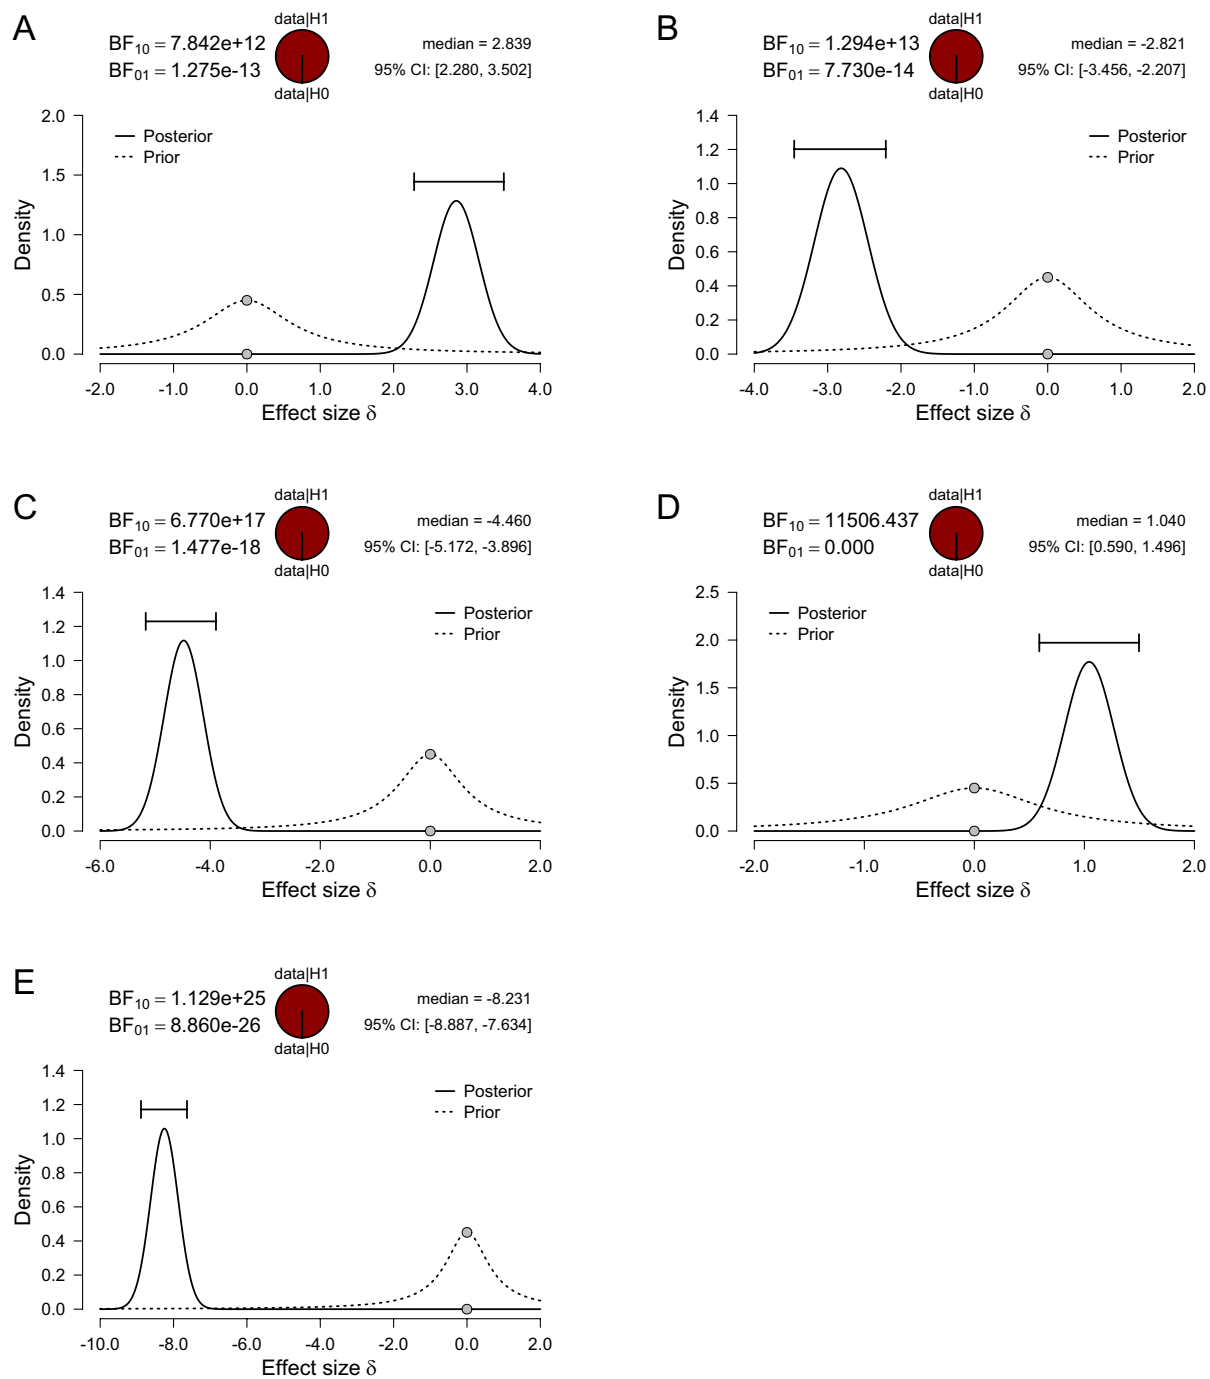 A
data|H1
BF10 = 7.842e+12
BF01 = 1.275e-13
data|H0
median = 2.839
95% CI: [2.280, 3.502]
2.0
1.5
1.0
0.5
0.0
Density
Posterior
Prior
-2.0 -1.0 0.0 1.0 2.0 3.0 4.0
Effect size δ
B
data|H1
BF10 = 1.294e+13
BF01 = 7.730e-14
data|H0
median = -2.821
95% CI: [-3.456, -2.207]
1.4
1.2
1.0
0.8
0.6
0.4
0.2
0.0
Density
Posterior
Prior
-4.0 -3.0 -2.0 -1.0 0.0 1.0 2.0
Effect size δ
C
data|H1
BF10 = 6.770e+17
BF01 = 1.477e-18
data|H0
median = -4.460
95% CI: [-5.172, -3.896]
1.4
1.2
1.0
0.8
0.6
0.4
0.2
0.0
Density
Posterior
Prior
-6.0 -4.0 -2.0 0.0 2.0
Effect size δ
D
data|H1
BF10 = 11506.437
BF01 = 0.000
data|H0
median = 1.040
95% CI: [0.590, 1.496]
2.5
2.0
1.5
1.0
0.5
0.0
Density
Posterior
Prior
-2.0 -1.0 0.0 1.0 2.0
Effect size δ
E
data|H1
BF10 = 1.129e+25
BF01 = 8.860e-26
data|H0
median = -8.231
95% CI: [-8.887, -7.634]
1.4
1.2
1.0
0.8
0.6
0.4
0.2
0.0
Density
Posterior
Prior
-10.0 -8.0 -6.0 -4.0 -2.0 0.0 2.0
Effect size δ